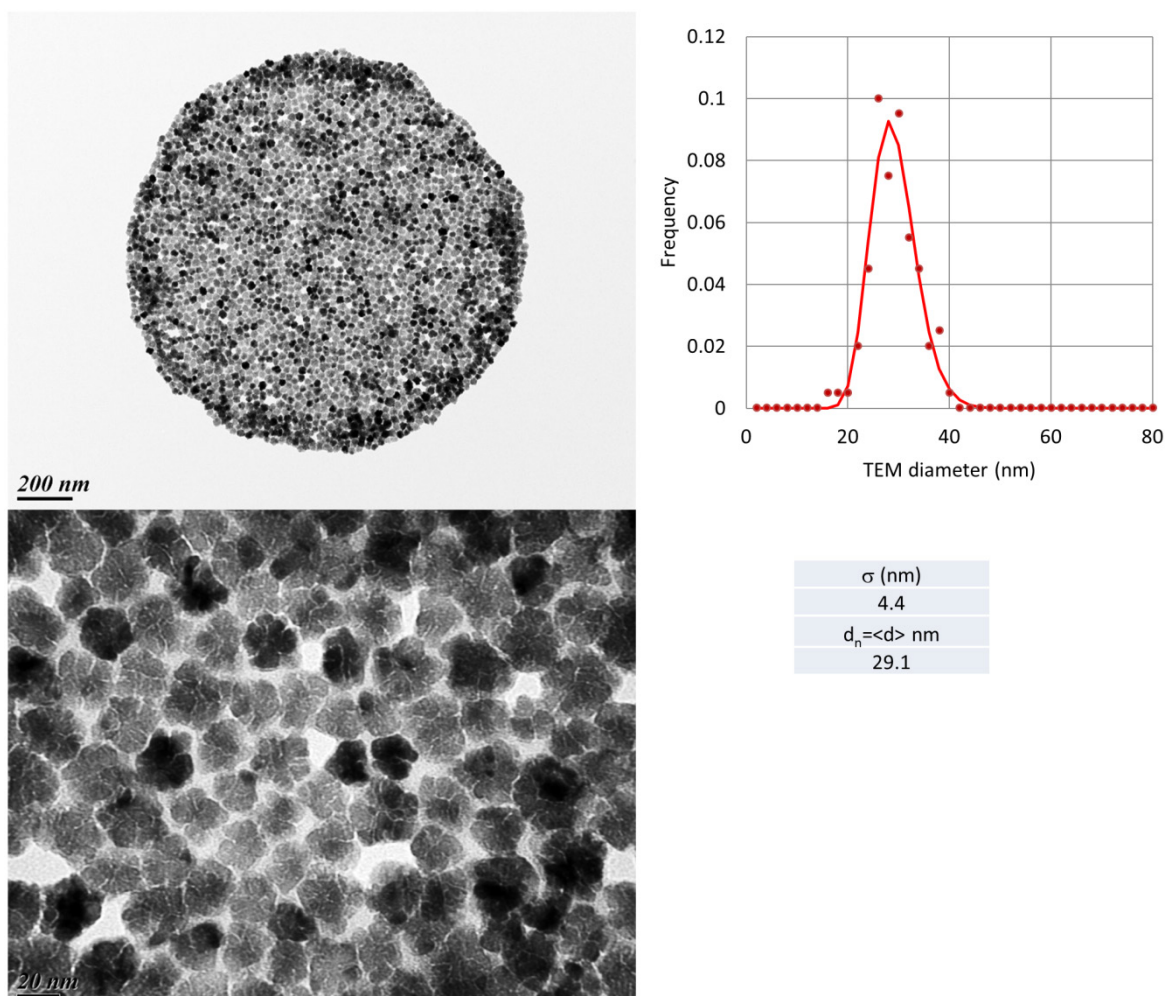 200 nm
20 nm
0.12
0.1
0.08
0.06
0.04
0.02
0
Frequency
0 20 40 60 80
TEM diameter (nm)
σ (nm)
4.4
dₙ=<d> nm
29.1